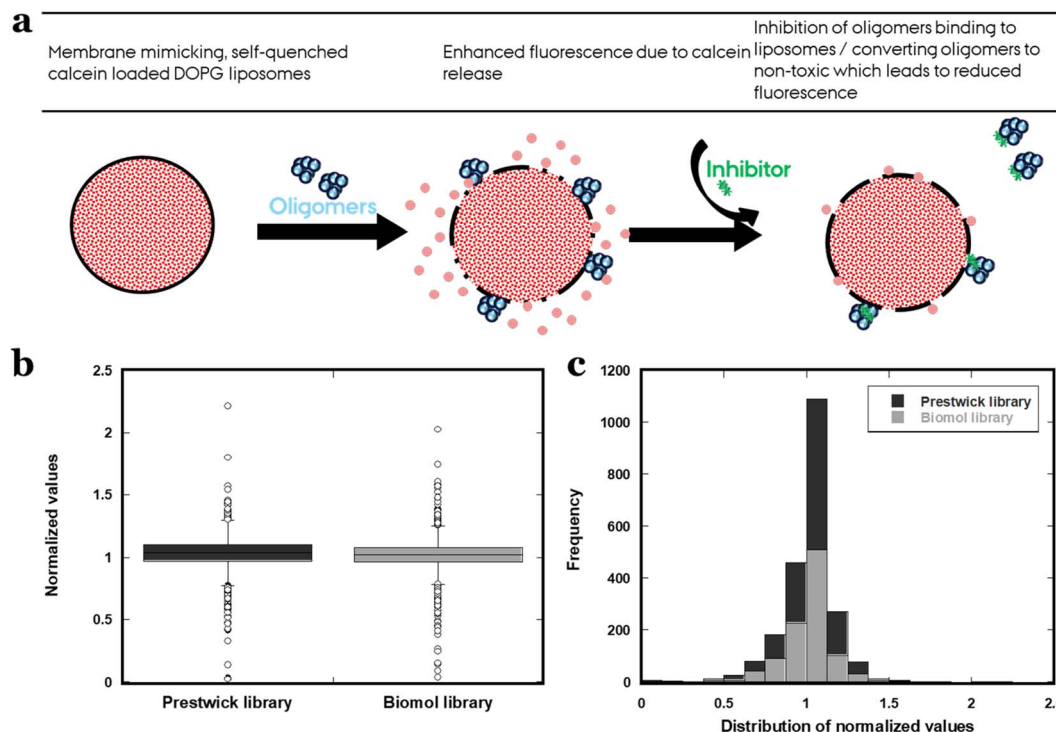 a
Membrane mimicking, self-quenched
calcein loaded DOPG liposomes
Enhanced fluorescence due to calcein
release
Inhibition of oligomers binding to
liposomes / converting oligomers to
non-toxic which leads to reduced
fluorescence
Oligomers
Inhibitor
b
Normalized values
2.5
2
1.5
1
0.5
0
Prestwick library
Biomol library
c
Frequency
1200
1000
800
600
400
200
0
Prestwick library
Biomol library
0
0.5
1
1.5
2
2.
Distribution of normalized values